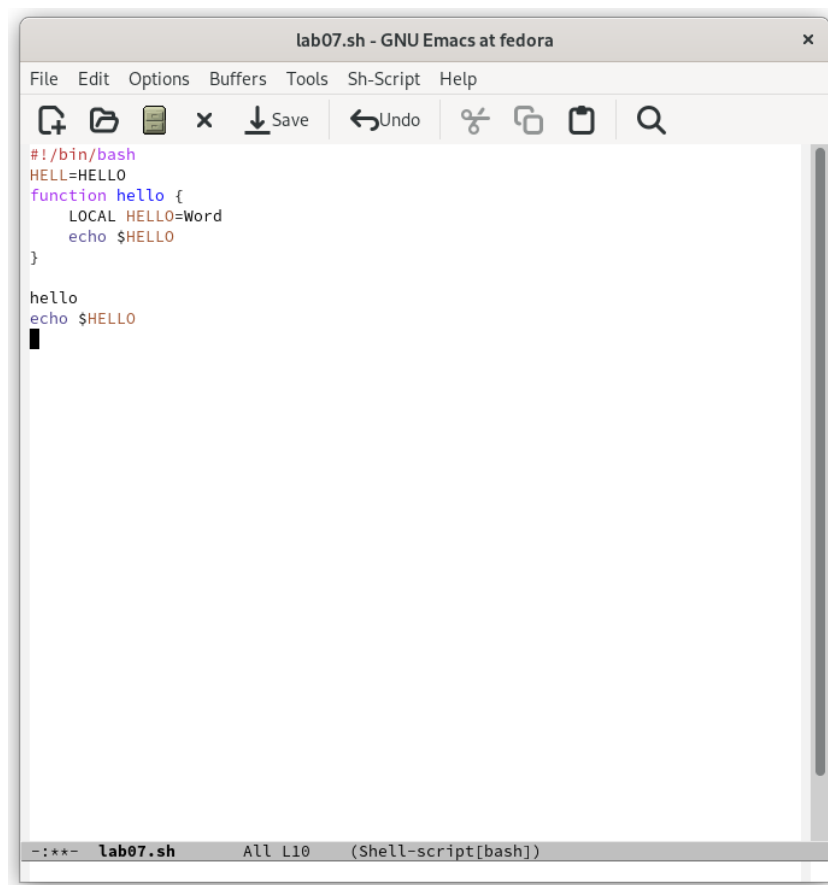 lab07.sh - GNU Emacs at fedora ×
File Edit Options Buffers Tools Sh-Script Help
Save Undo
#!/bin/bash
HELL=HELLO
function hello {
    LOCAL HELLO=Word
    echo $HELLO
}
hello
echo $HELLO
-:**- lab07.sh All L10 (Shell-script[bash])